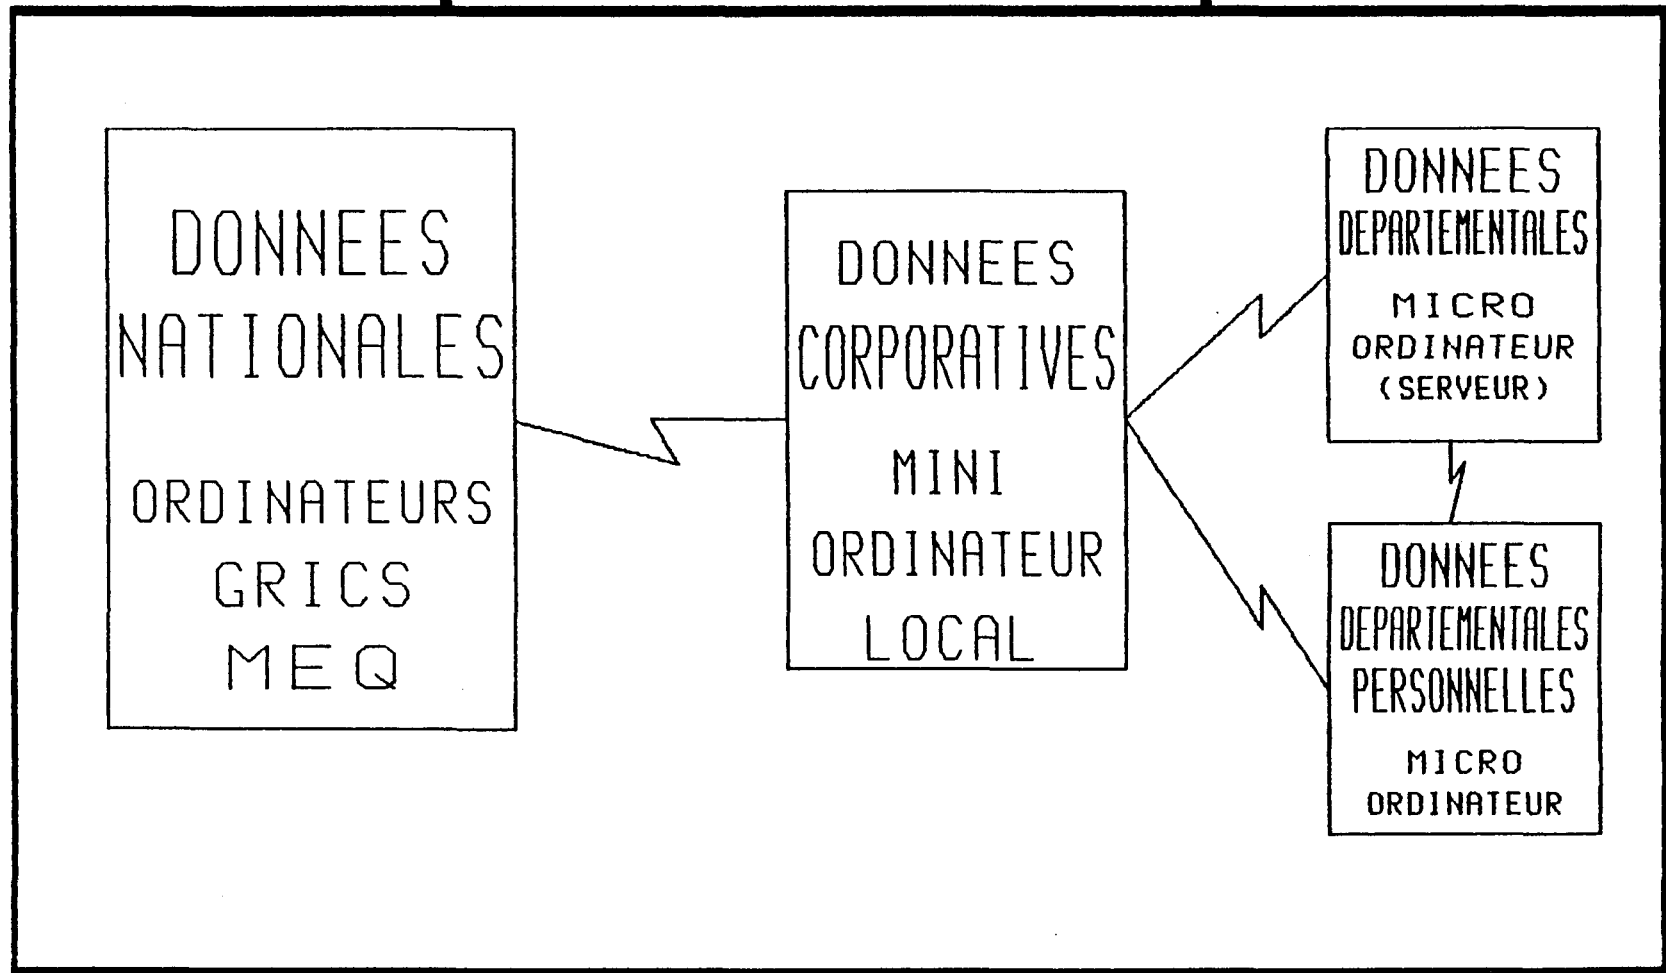 DONNEES
NATIONALES
ORDINATEURS
GRICS
MEQ
DONNEES
CORPORATIVES
MINI
ORDINATEUR
LOCAL
DONNEES
DEPARTEMENTALES
MICRO
ORDINATEUR
(SERVEUR)
DONNEES
DEPARTEMENTALES
PERSONNELLES
MICRO
ORDINATEUR